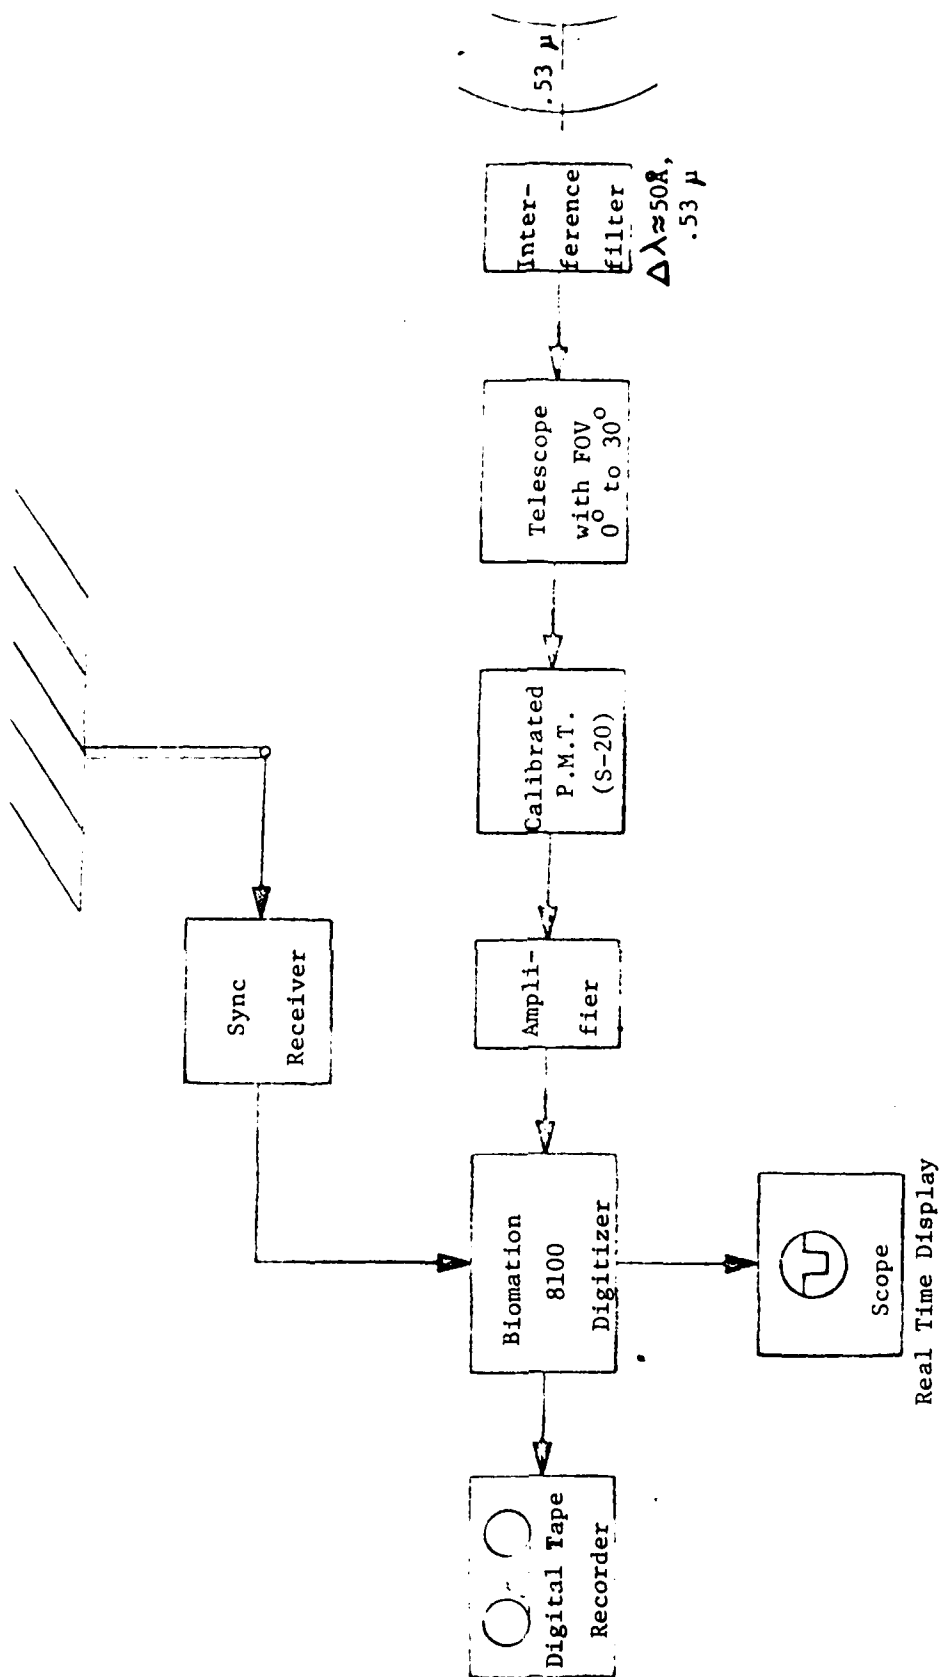 Sync
Receiver
.53 μ
Inter-
ference
filter
Δλ≈50Å,
.53 μ
Telescope
with FOV
0° to 30°
Calibrated
P.M.T.
(S-20)
Ampli-
fier
Biomation
8100
Digitizer
Digital Tape
Recorder
Scope
Real Time Display